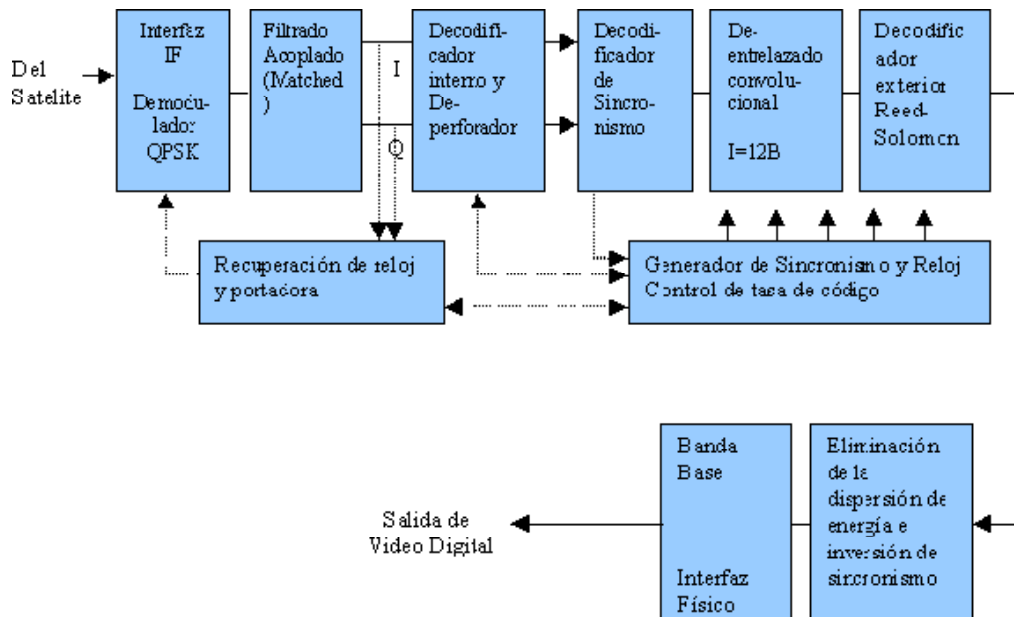 Del
Satelite
Interfaz
IF
Democu-
lador
QPSK
Filtrado
Acoplado
(Matched
)
I
Q
Decodifi-
cador
interro y
De-
perforador
Decodi-
ficador
de
Sincro-
nismo
De-
entrelazado
convolu-
cional
I=12B
Decodific
ador
exterior
Reed-
Solomon
Recuperación de reloj
y portadora
Generador de Sincronismo y Reloj
Control de tasa de código
Salida de
Video Digital
Banda
Base
Interfaz
Físico
Eliminación
de la
dispersión de
energía e
inversión de
sincronismo